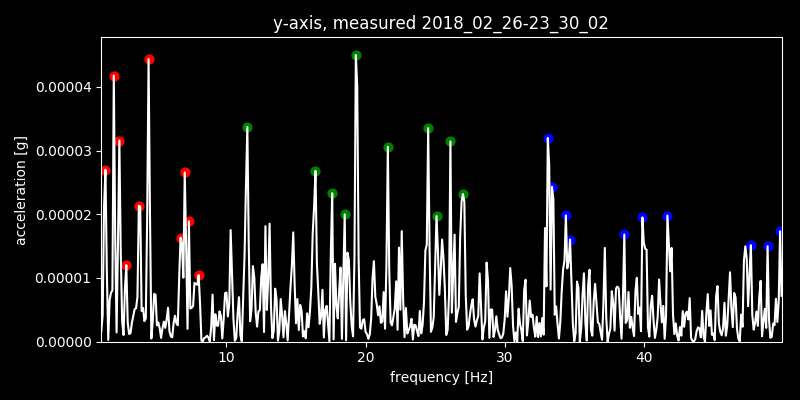 y-axis, measured 2018_02_26-23_30_02
acceleration [g]
0.00004
0.00003
0.00002
0.00001
0.00000
10 20 30 40
frequency [Hz]